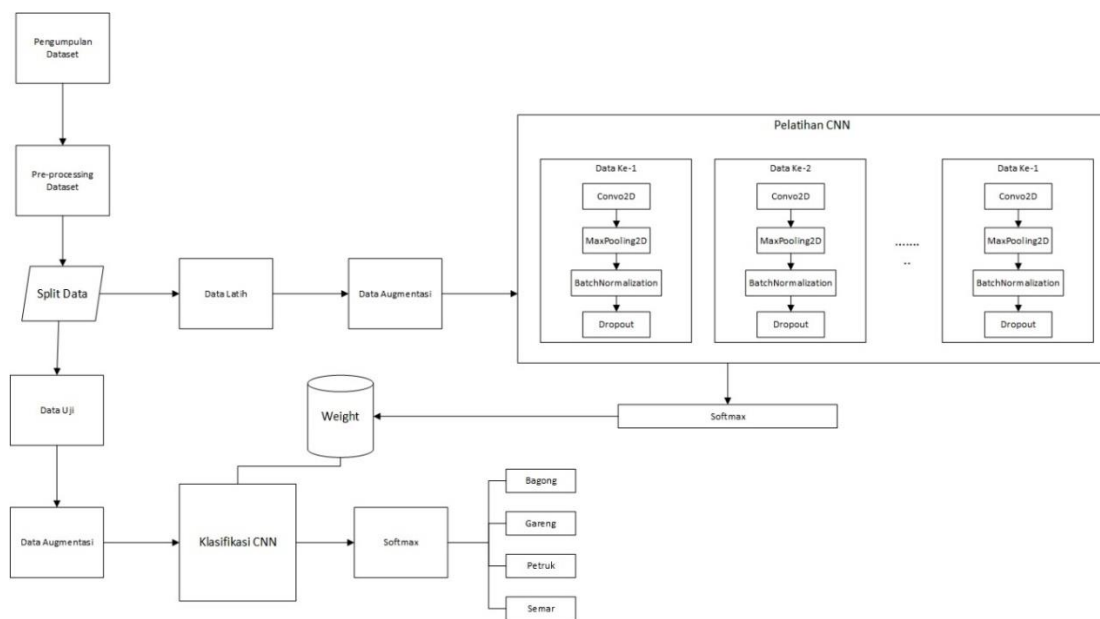 Pengumpulan
Dataset
Pre-processing
Dataset
Split Data
Data Latih
Data Augmentasi
Pelatihan CNN
Data Ke-1
Convo2D
MaxPooling2D
BatchNormalization
Dropout
Data Ke-2
Convo2D
MaxPooling2D
BatchNormalization
Dropout
.......
..
Data Ke-1
Convo2D
MaxPooling2D
BatchNormalization
Dropout
Softmax
Weight
Data Uji
Data Augmentasi
Klasifikasi CNN
Softmax
Bagong
Gareng
Petruk
Semar